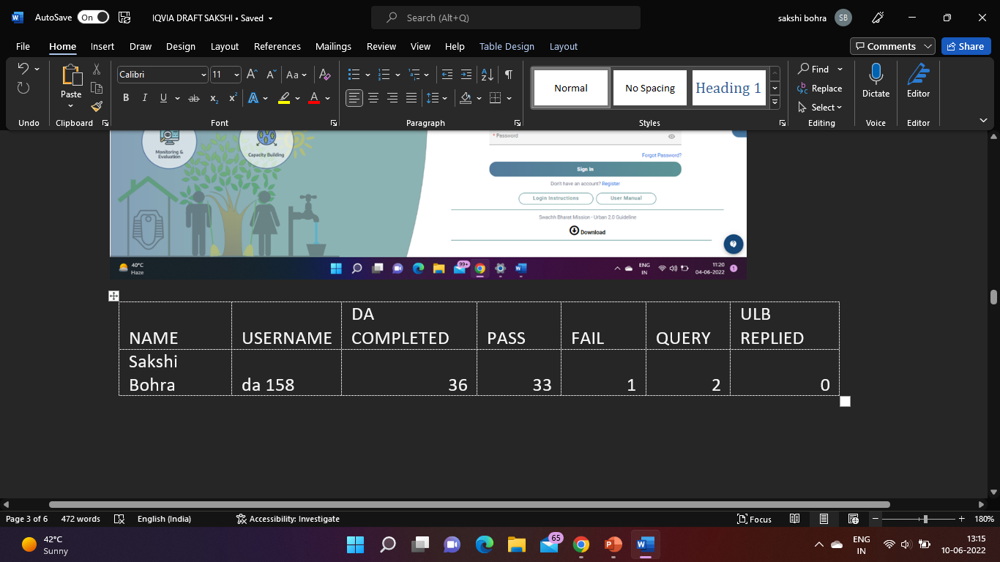 AutoSave On IQVIA DRAFT SAKSHI • Saved Search (Alt+Q) sakshi bohra SB
File Home Insert Draw Design Layout References Mailings Review View Help Table Design Layout Comments Share
Calibri 11 Aa Find
Paste Normal No Spacing Heading 1 Replace Dictate Editor
B I U ab x₂ x² A A Select
Undo Clipboard Font Paragraph Styles Editing Voice Editor
* Password
Monitoring & Evaluation
Capacity Building
Forgot Password?
Sign In
Don't have an account? Register
Login Instructions User Manual
Swachh Bharat Mission - Urban 2.0 Guideline
Download
40°C
Haze
99+
ENG
IN
11:20
04-06-2022
1
NAME USERNAME DA COMPLETED PASS FAIL QUERY ULB REPLIED
Sakshi Bohra da 158 36 33 1 2 0
Page 3 of 6 472 words English (India) Accessibility: Investigate Focus 180%
42°C
Sunny
65
ENG
IN
13:15
10-06-2022